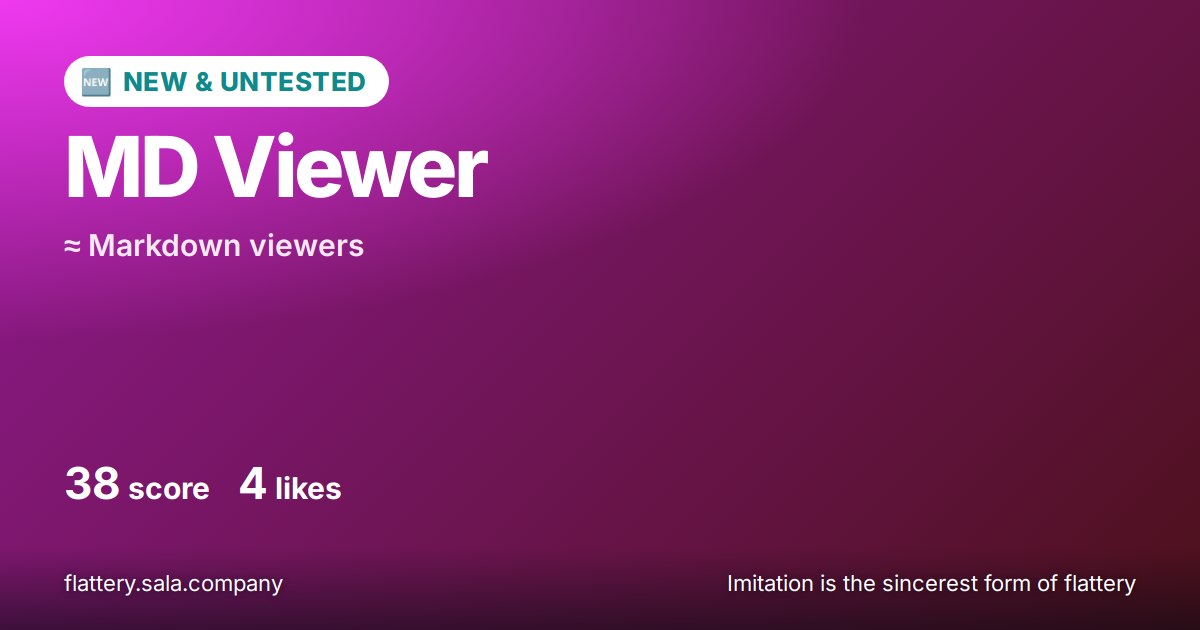 🆕 NEW & UNTESTED
MD Viewer
≈ Markdown viewers
38 score 4 likes
flattery.sala.company
Imitation is the sincerest form of flattery